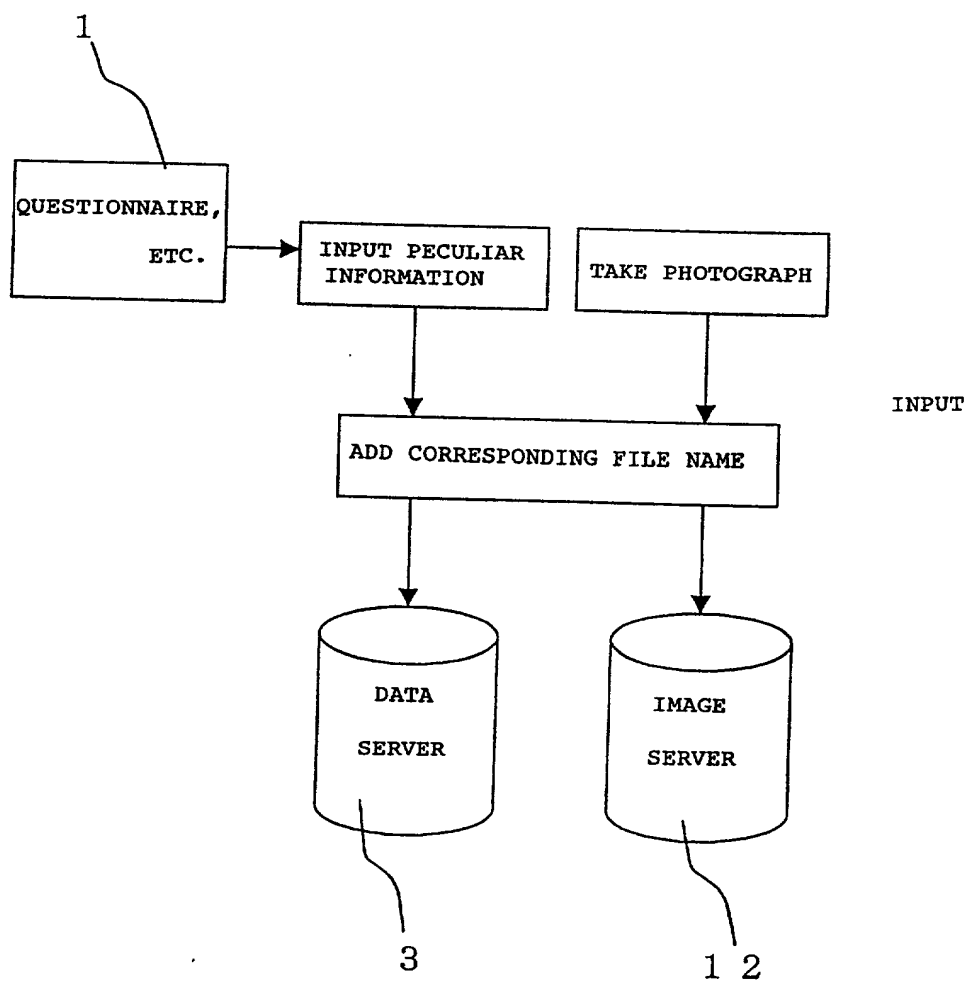 1
QUESTIONNAIRE,
ETC.
INPUT PECULIAR
INFORMATION
TAKE PHOTOGRAPH
INPUT
ADD CORRESPONDING FILE NAME
DATA
SERVER
IMAGE
SERVER
3
1 2